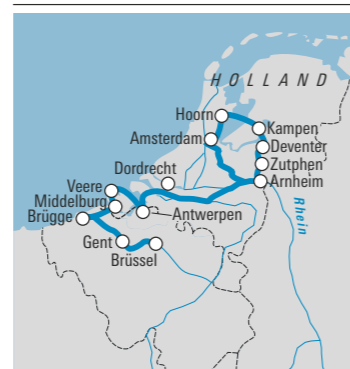 HOLLAND
Hoorn
Kampen
Amsterdam
Deventer
Zutphen
Dordrecht
Arnheim
Veere
Middelburg
Antwerpen
Brügge
Rhein
Gent
Brüssel